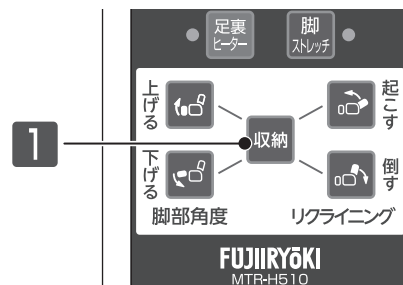 足裏
ヒーター
脚
ストレッチ
上げる
起こす
1
収納
下げる
倒す
脚部角度
リクライニング
FUJIIRYōKI
MTR-H510